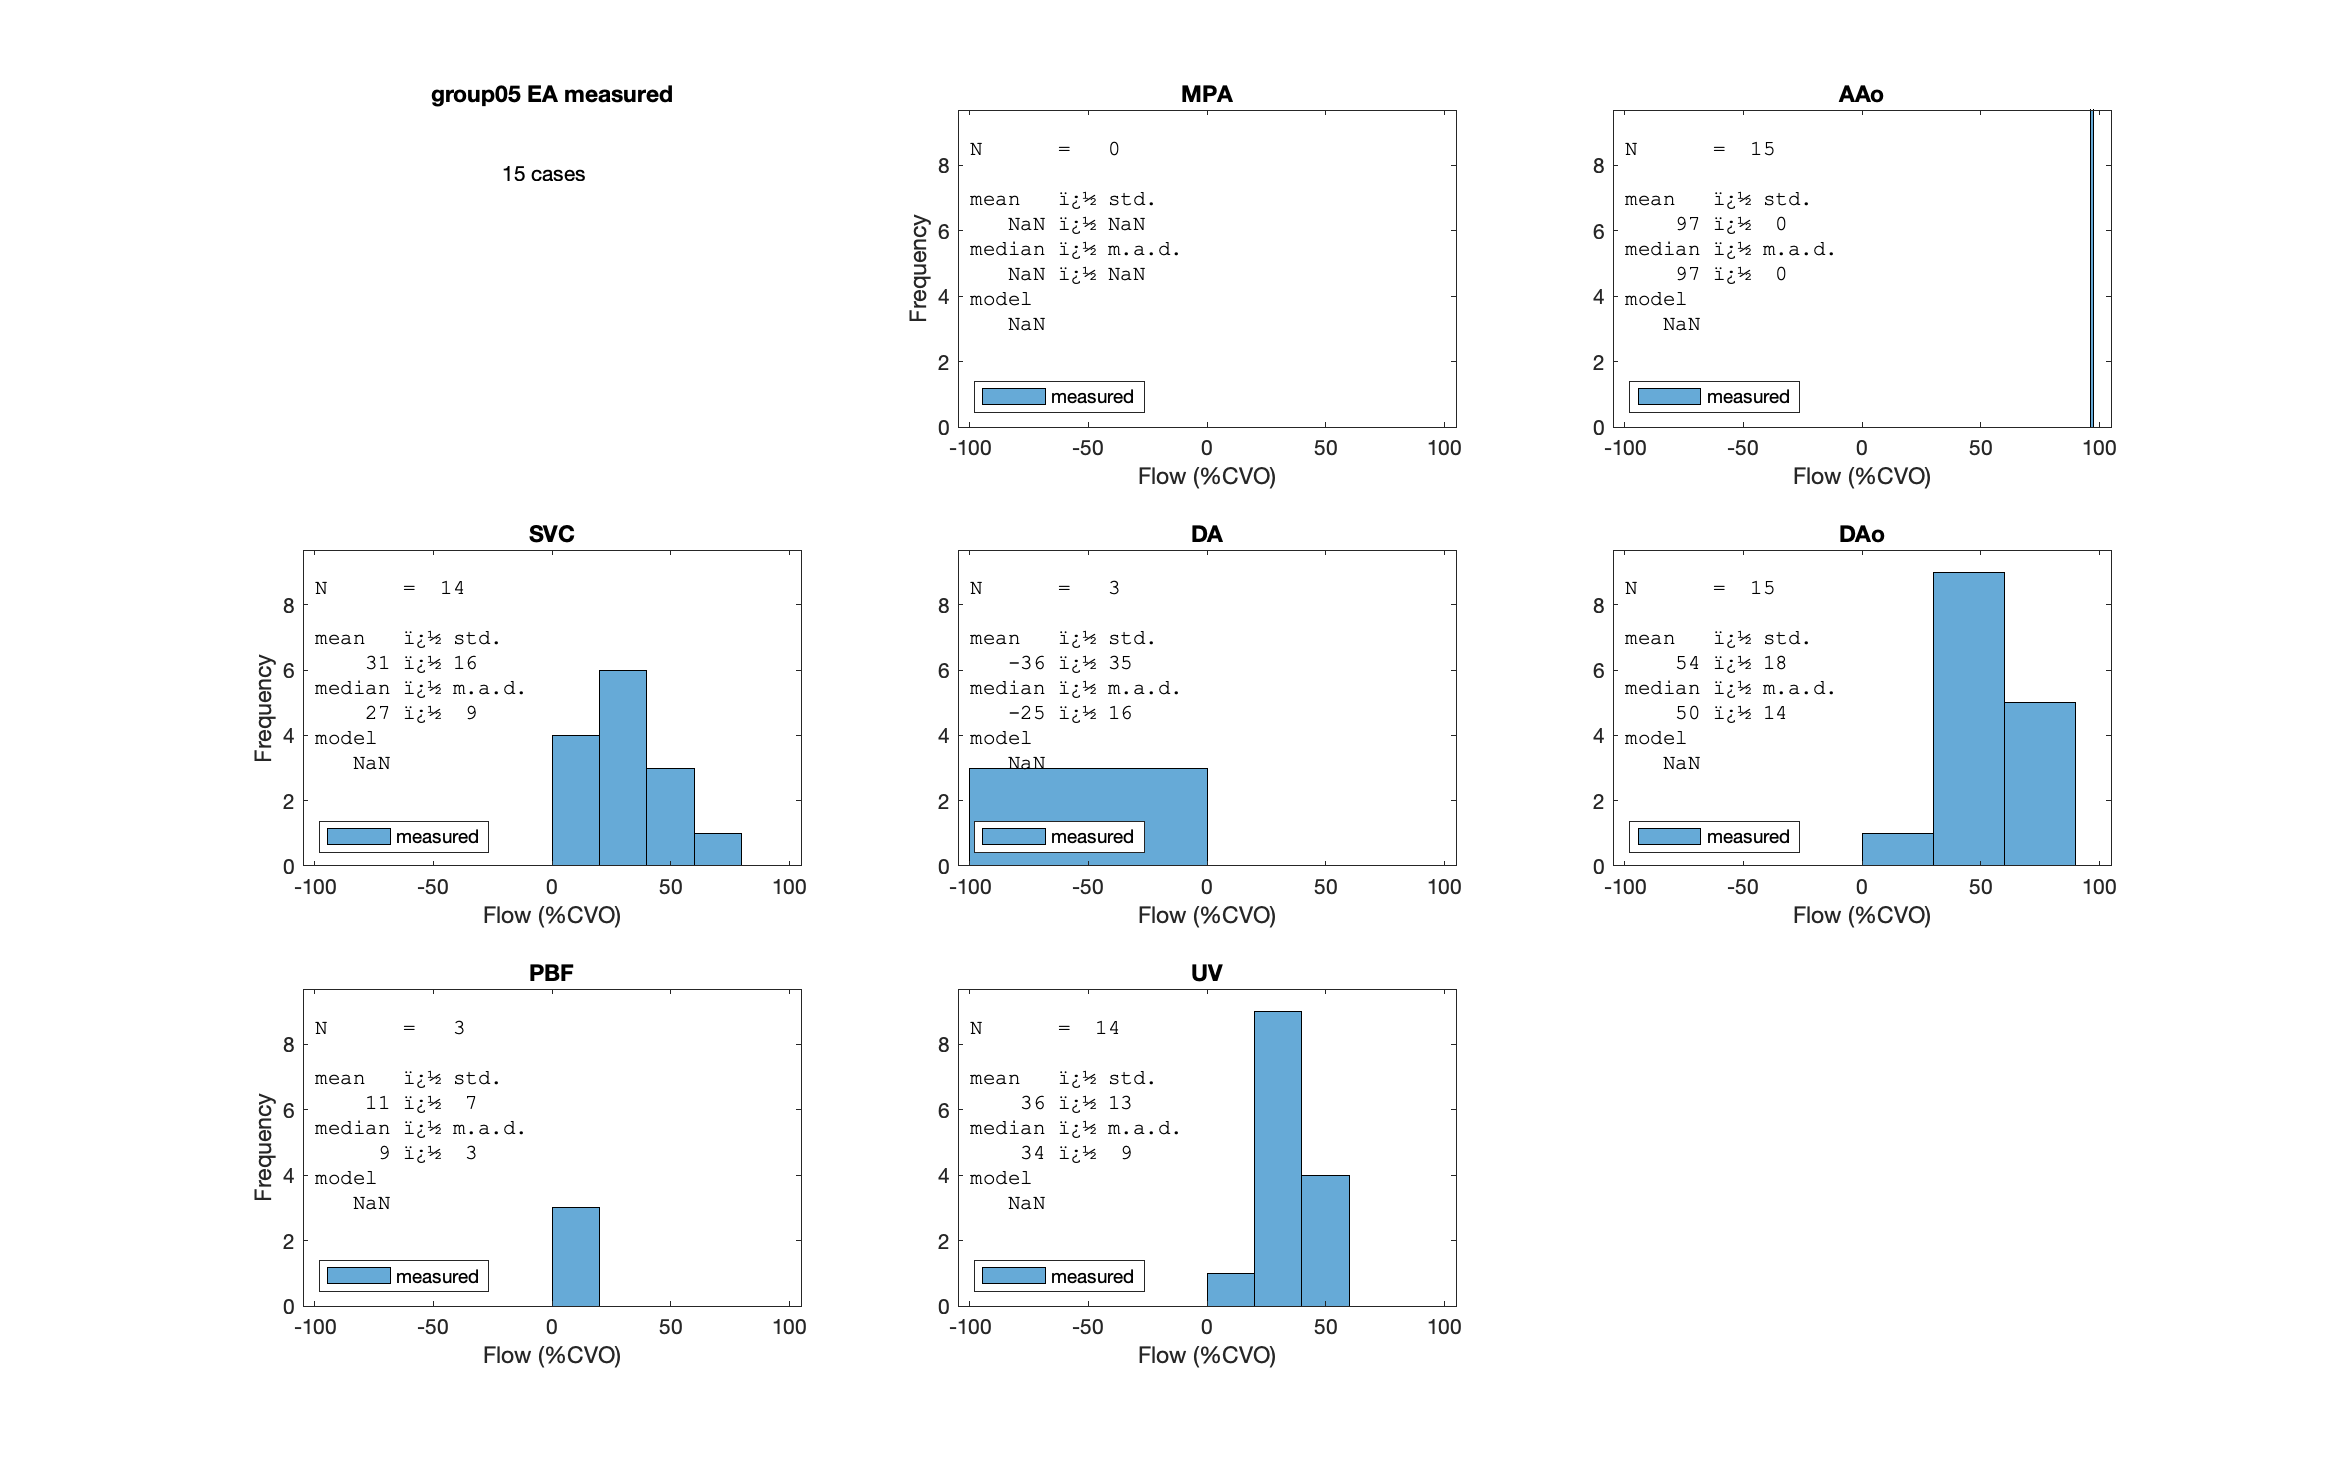 group05 EA measured
15 cases
MPA
N = 0
mean ï¿½ std.
NaN ï¿½ NaN
median ï¿½ m.a.d.
NaN ï¿½ NaN
model
NaN
measured
Frequency
0
2
4
6
8
-100 -50 0 50 100
Flow (%CVO)
AAo
N = 15
mean ï¿½ std.
97 ï¿½ 0
median ï¿½ m.a.d.
97 ï¿½ 0
model
NaN
measured
0
2
4
6
8
-100 -50 0 50 100
Flow (%CVO)
SVC
N = 14
mean ï¿½ std.
31 ï¿½ 16
median ï¿½ m.a.d.
27 ï¿½ 9
model
NaN
measured
Frequency
0
2
4
6
8
-100 -50 0 50 100
Flow (%CVO)
DA
N = 3
mean ï¿½ std.
-36 ï¿½ 35
median ï¿½ m.a.d.
-25 ï¿½ 16
model
NaN
measured
0
2
4
6
8
-100 -50 0 50 100
Flow (%CVO)
DAo
N = 15
mean ï¿½ std.
54 ï¿½ 18
median ï¿½ m.a.d.
50 ï¿½ 14
model
NaN
measured
0
2
4
6
8
-100 -50 0 50 100
Flow (%CVO)
PBF
N = 3
mean ï¿½ std.
11 ï¿½ 7
median ï¿½ m.a.d.
9 ï¿½ 3
model
NaN
measured
Frequency
0
2
4
6
8
-100 -50 0 50 100
Flow (%CVO)
UV
N = 14
mean ï¿½ std.
36 ï¿½ 13
median ï¿½ m.a.d.
34 ï¿½ 9
model
NaN
measured
0
2
4
6
8
-100 -50 0 50 100
Flow (%CVO)